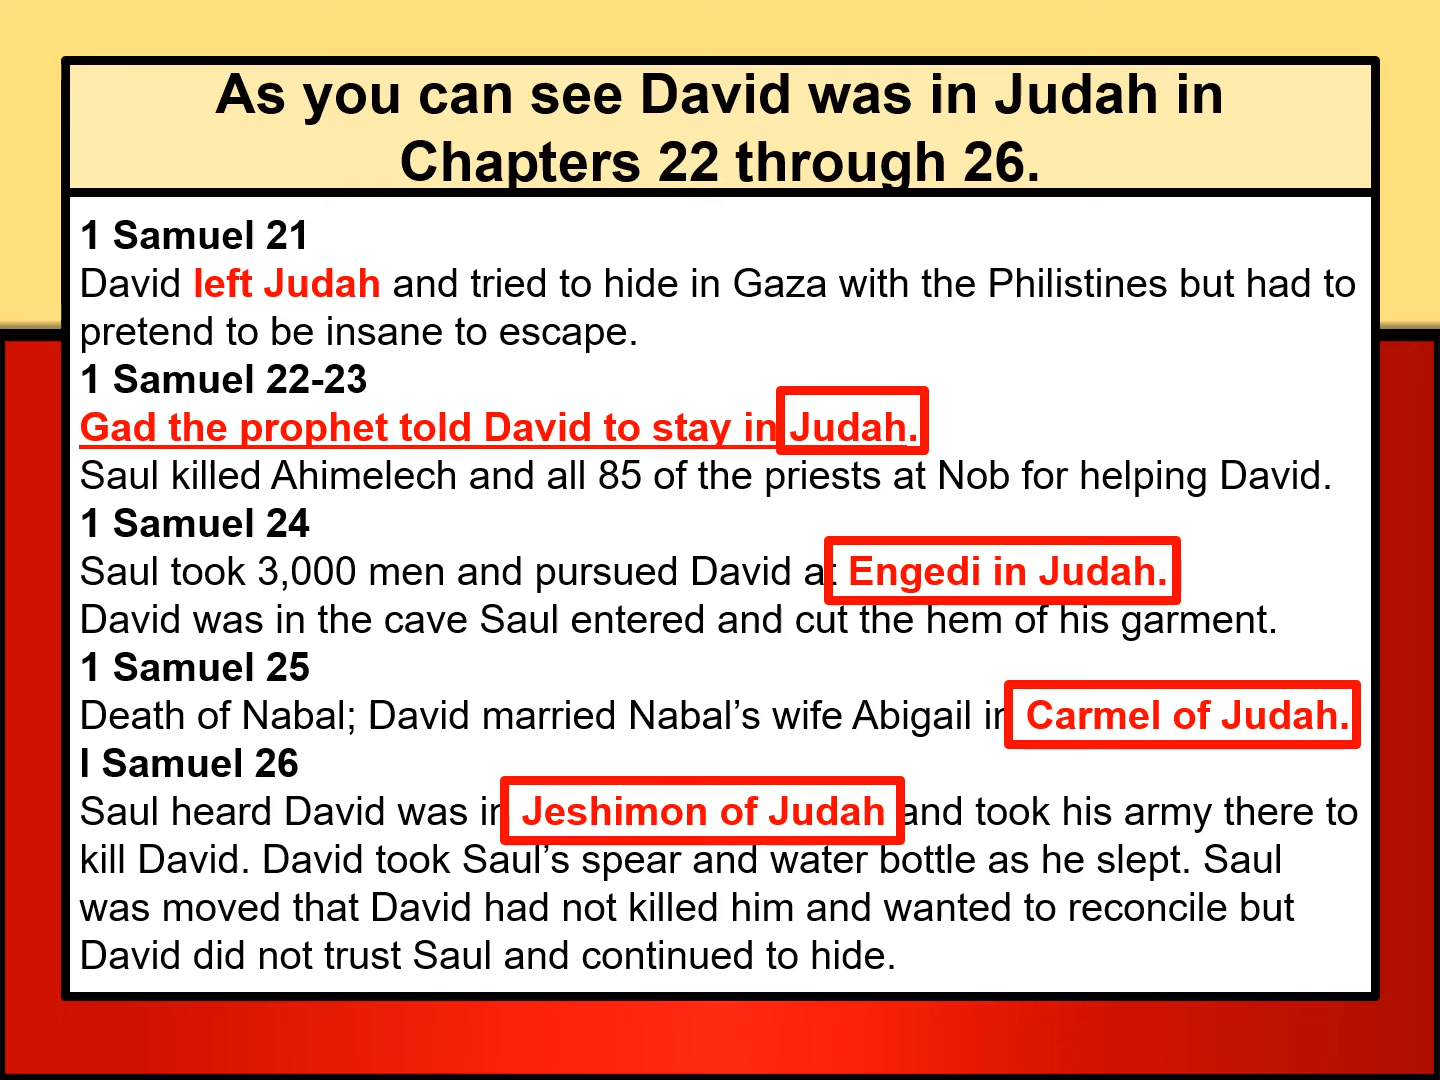 As you can see David was in Judah in
Chapters 22 through 26.
1 Samuel 21
David left Judah and tried to hide in Gaza with the Philistines but had to
pretend to be insane to escape.
1 Samuel 22-23
Gad the prophet told David to stay in Judah.
Saul killed Ahimelech and all 85 of the priests at Nob for helping David.
1 Samuel 24
Saul took 3,000 men and pursued David at Engedi in Judah.
David was in the cave Saul entered and cut the hem of his garment.
1 Samuel 25
Death of Nabal; David married Nabal’s wife Abigail in Carmel of Judah.
I Samuel 26
Saul heard David was in Jeshimon of Judah and took his army there to
kill David. David took Saul’s spear and water bottle as he slept. Saul
was moved that David had not killed him and wanted to reconcile but
David did not trust Saul and continued to hide.